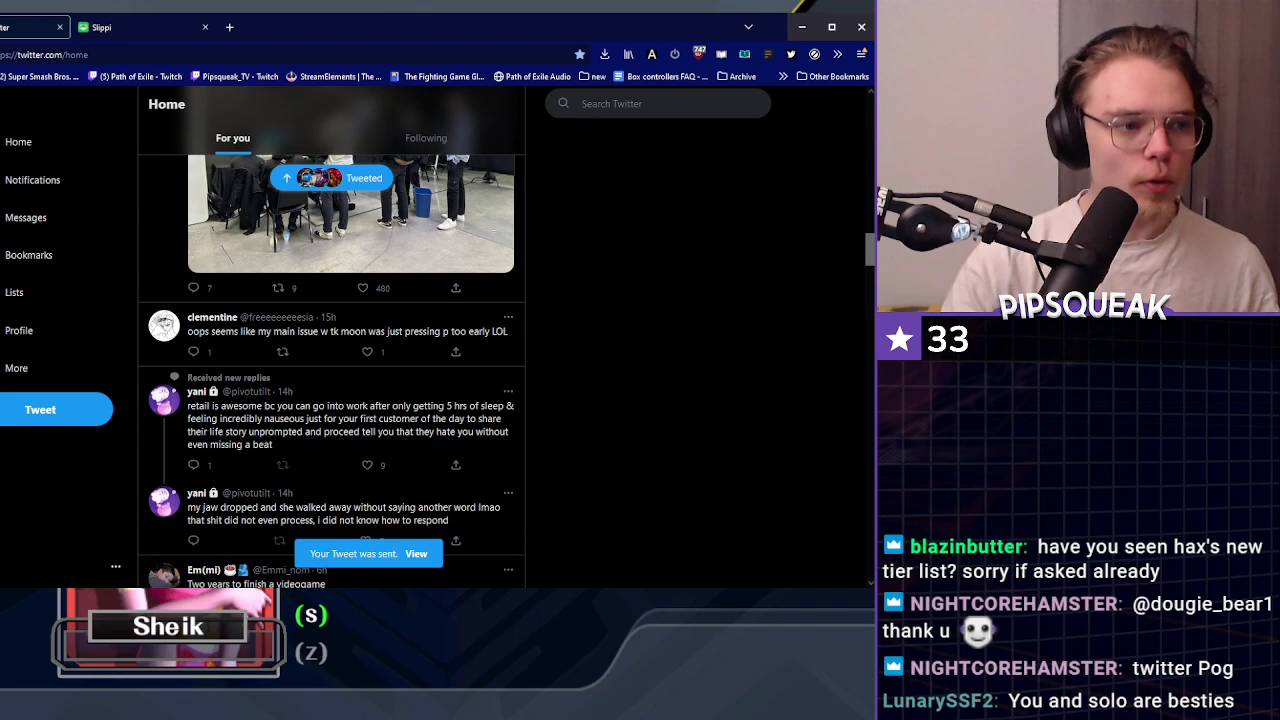 tter
Slippi
ps://twitter.com/home
747
2) Super Smash Bros. ...
(5) Path of Exile - Twitch
Pipsqueak_TV - Twitch
StreamElements | The ...
The Fighting Game Gl...
Path of Exile Audio
new
Box controllers FAQ - ...
Archive
Other Bookmarks
Home
Search Twitter
For you
Following
Home
Notifications
Messages
Bookmarks
Lists
Profile
More
Tweet
Tweeted
7 9 480
clementine @freeeeeeeeesia · 15h
oops seems like my main issue w tk moon was just pressing p too early LOL
1 1
Received new replies
yani @pivotutilt · 14h
retail is awesome bc you can go into work after only getting 5 hrs of sleep &
feeling incredibly nauseous just for your first customer of the day to share
their life story unprompted and proceed tell you that they hate you without
even missing a beat
1 9
yani @pivotutilt · 14h
my jaw dropped and she walked away without saying another word lmao
that shit did not even process, i did not know how to respond
Your Tweet was sent. View
Em(mi) @Emmi_nom · 6h
Two years to finish a videogame
Sheik
(s)
(z)
PIPSQUEAK
33
blazinbutter: have you seen hax's new
tier list? sorry if asked already
NIGHTCOREHAMSTER: @dougie_bear1
thank u
NIGHTCOREHAMSTER: twitter Pog
LunarySSF2: You and solo are besties